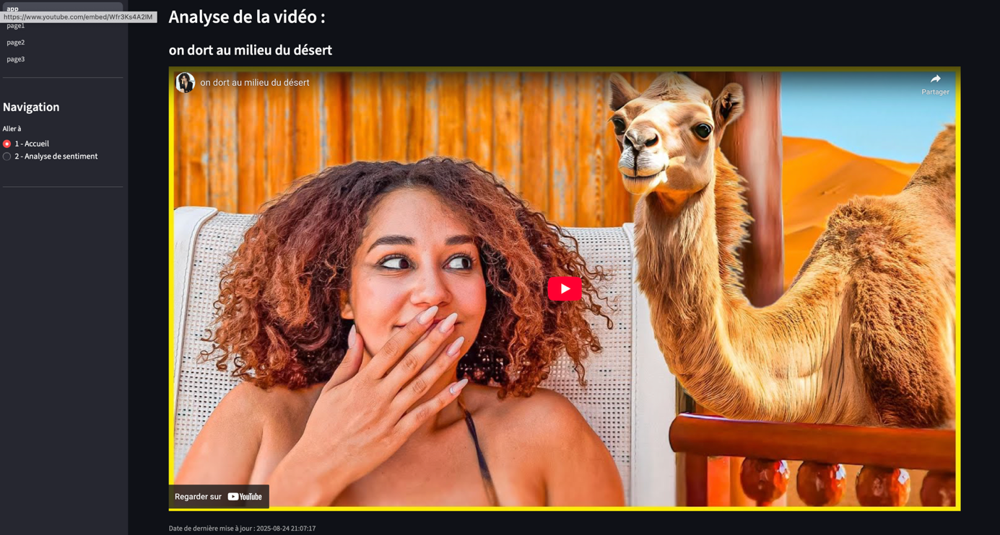 app
https://www.youtube.com/embed/Wfr3Ks4A2IM
page1
page2
page3
Navigation
Aller à
1 - Accueil
2 - Analyse de sentiment
Analyse de la vidéo :
on dort au milieu du désert
on dort au milieu du désert
Partager
Regarder sur YouTube
Date de dernière mise à jour : 2025-08-24 21:07:17